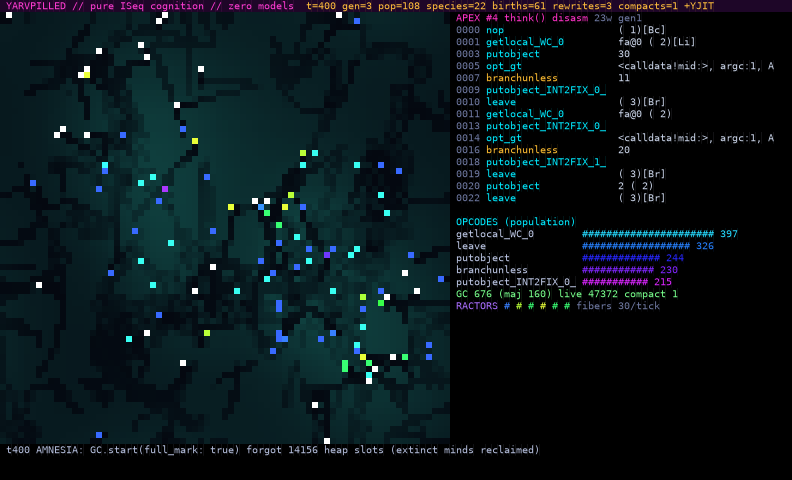 YARVPILLED // pure ISeq cognition // zero models t=400 gen=3 pop=108 species=22 births=61 rewrites=3 compacts=1 +YJIT
APEX #4 think() disasm 23w gen1
0000 nop ( 1)[Bc]
0001 getlocal_WC_0 fa@0 ( 2)[Li]
0003 putobject 30
0005 opt_gt <calldata!mid:>, argc:1, A
0007 branchunless 11
0009 putobject_INT2FIX_0_
0010 leave ( 3)[Br]
0011 getlocal_WC_0 fa@0 ( 2)
0013 putobject_INT2FIX_0_
0014 opt_gt <calldata!mid:>, argc:1, A
0016 branchunless 20
0018 putobject_INT2FIX_1_
0019 leave ( 3)[Br]
0020 putobject 2 ( 2)
0022 leave ( 3)[Br]
OPCODES (population)
getlocal_WC_0 ###################### 397
leave ################## 326
putobject ############# 244
branchunless ############ 230
putobject_INT2FIX_0_ ########### 215
GC 676 (maj 160) live 47372 compact 1
RACTORS # # # # # # fibers 30/tick
t400 AMNESIA: GC.start(full_mark: true) forgot 14156 heap slots (extinct minds reclaimed)